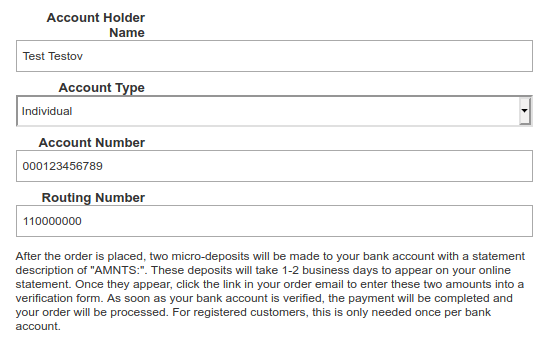 Account Holder
Name
Test Testov
Account Type
Individual
Account Number
000123456789
Routing Number
110000000
After the order is placed, two micro-deposits will be made to your bank account with a statement
description of "AMNTS:". These deposits will take 1-2 business days to appear on your online
statement. Once they appear, click the link in your order email to enter these two amounts into a
verification form. As soon as your bank account is verified, the payment will be completed and
your order will be processed. For registered customers, this is only needed once per bank
account.